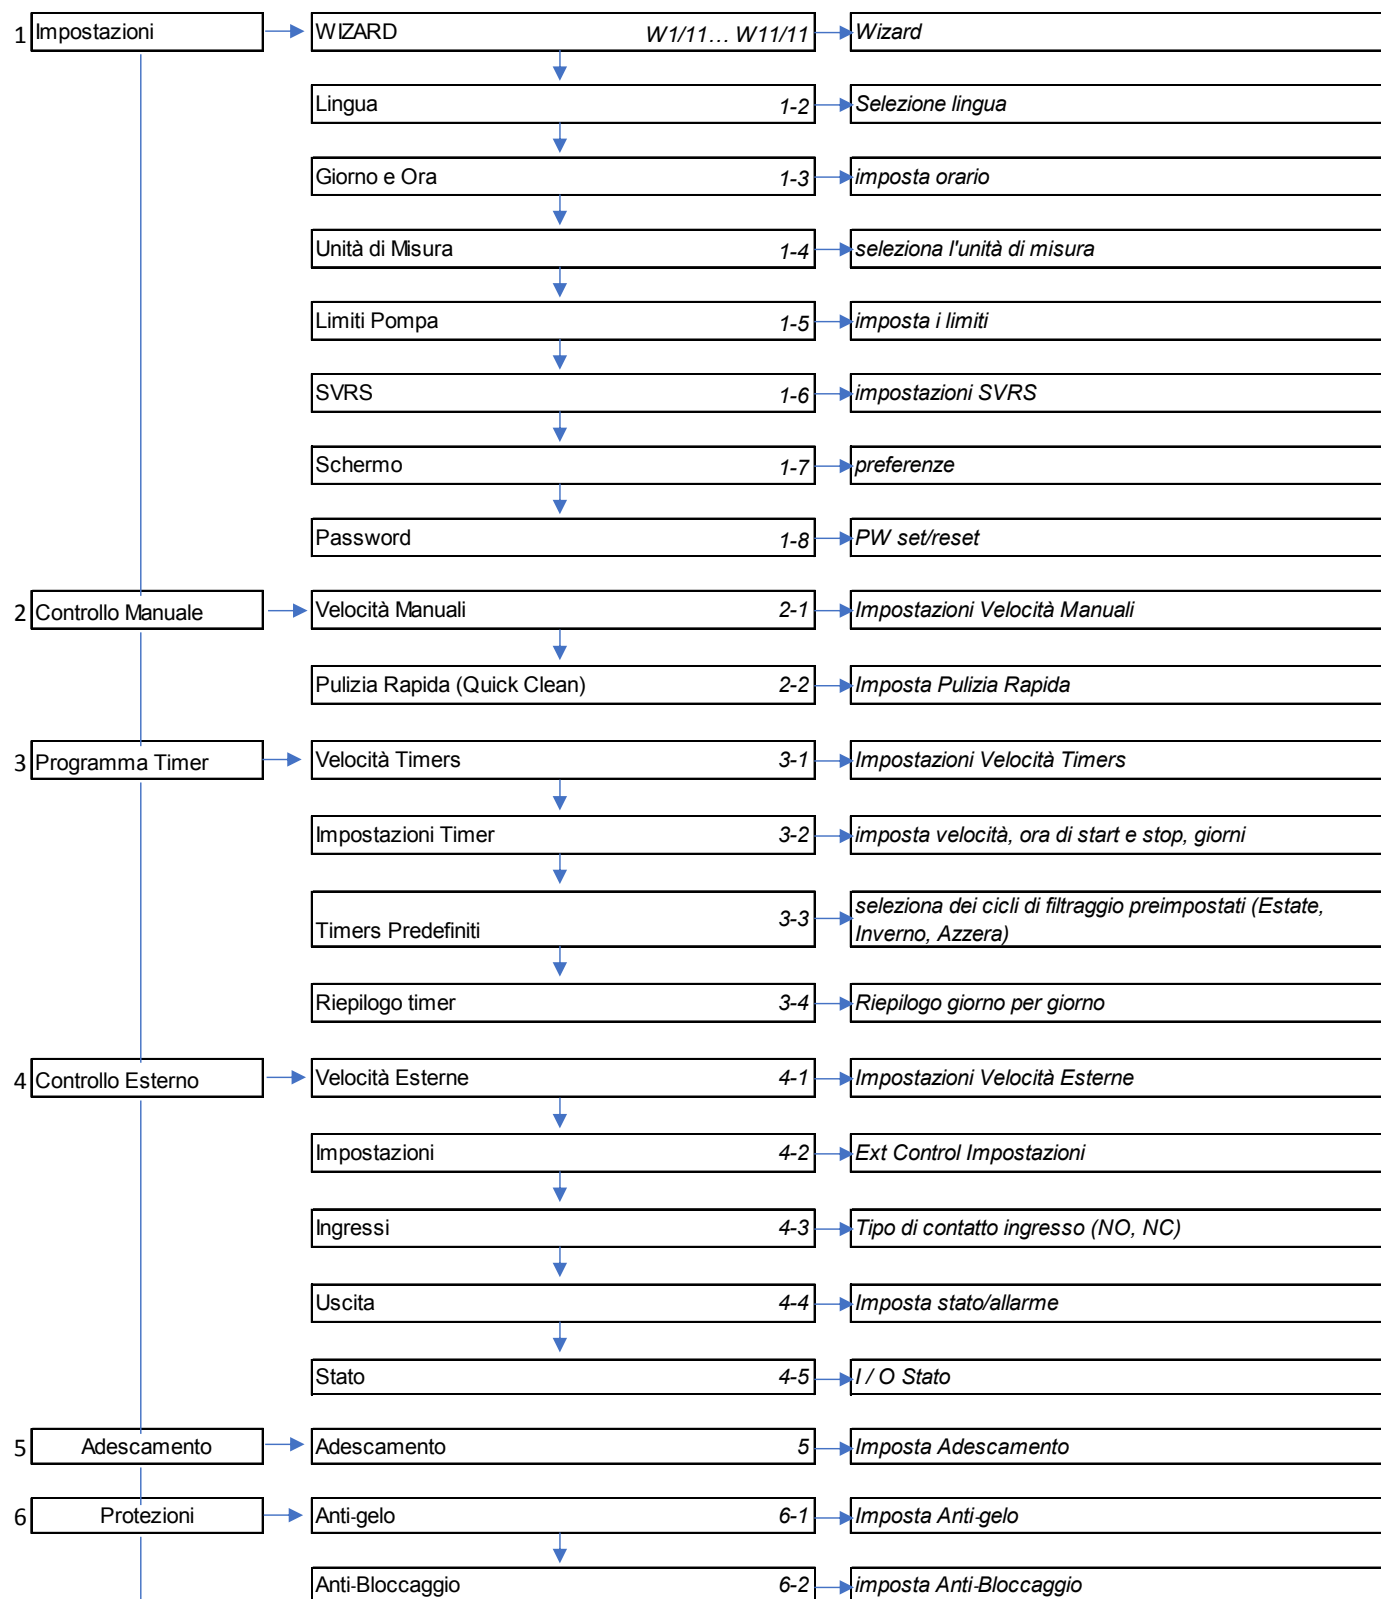 1 Impostazioni WIZARD W1/11… W11/11 Wizard
Lingua 1-2 Selezione lingua
Giorno e Ora 1-3 imposta orario
Unità di Misura 1-4 seleziona l'unità di misura
Limiti Pompa 1-5 imposta i limiti
SVRS 1-6 impostazioni SVRS
Schermo 1-7 preferenze
Password 1-8 PW set/reset
2 Controllo Manuale Velocità Manuali 2-1 Impostazioni Velocità Manuali
Pulizia Rapida (Quick Clean) 2-2 Imposta Pulizia Rapida
3 Programma Timer Velocità Timers 3-1 Impostazioni Velocità Timers
Impostazioni Timer 3-2 imposta velocità, ora di start e stop, giorni
Timers Predefiniti 3-3 seleziona dei cicli di filtraggio preimpostati (Estate,
Inverno, Azzera)
Riepilogo timer 3-4 Riepilogo giorno per giorno
4 Controllo Esterno Velocità Esterne 4-1 Impostazioni Velocità Esterne
Impostazioni 4-2 Ext Control Impostazioni
Ingressi 4-3 Tipo di contatto ingresso (NO, NC)
Uscita 4-4 Imposta stato/allarme
Stato 4-5 I / O Stato
5 Adescamento Adescamento 5 Imposta Adescamento
6 Protezioni Anti-gelo 6-1 Imposta Anti-gelo
Anti-Bloccaggio 6-2 imposta Anti-Bloccaggio